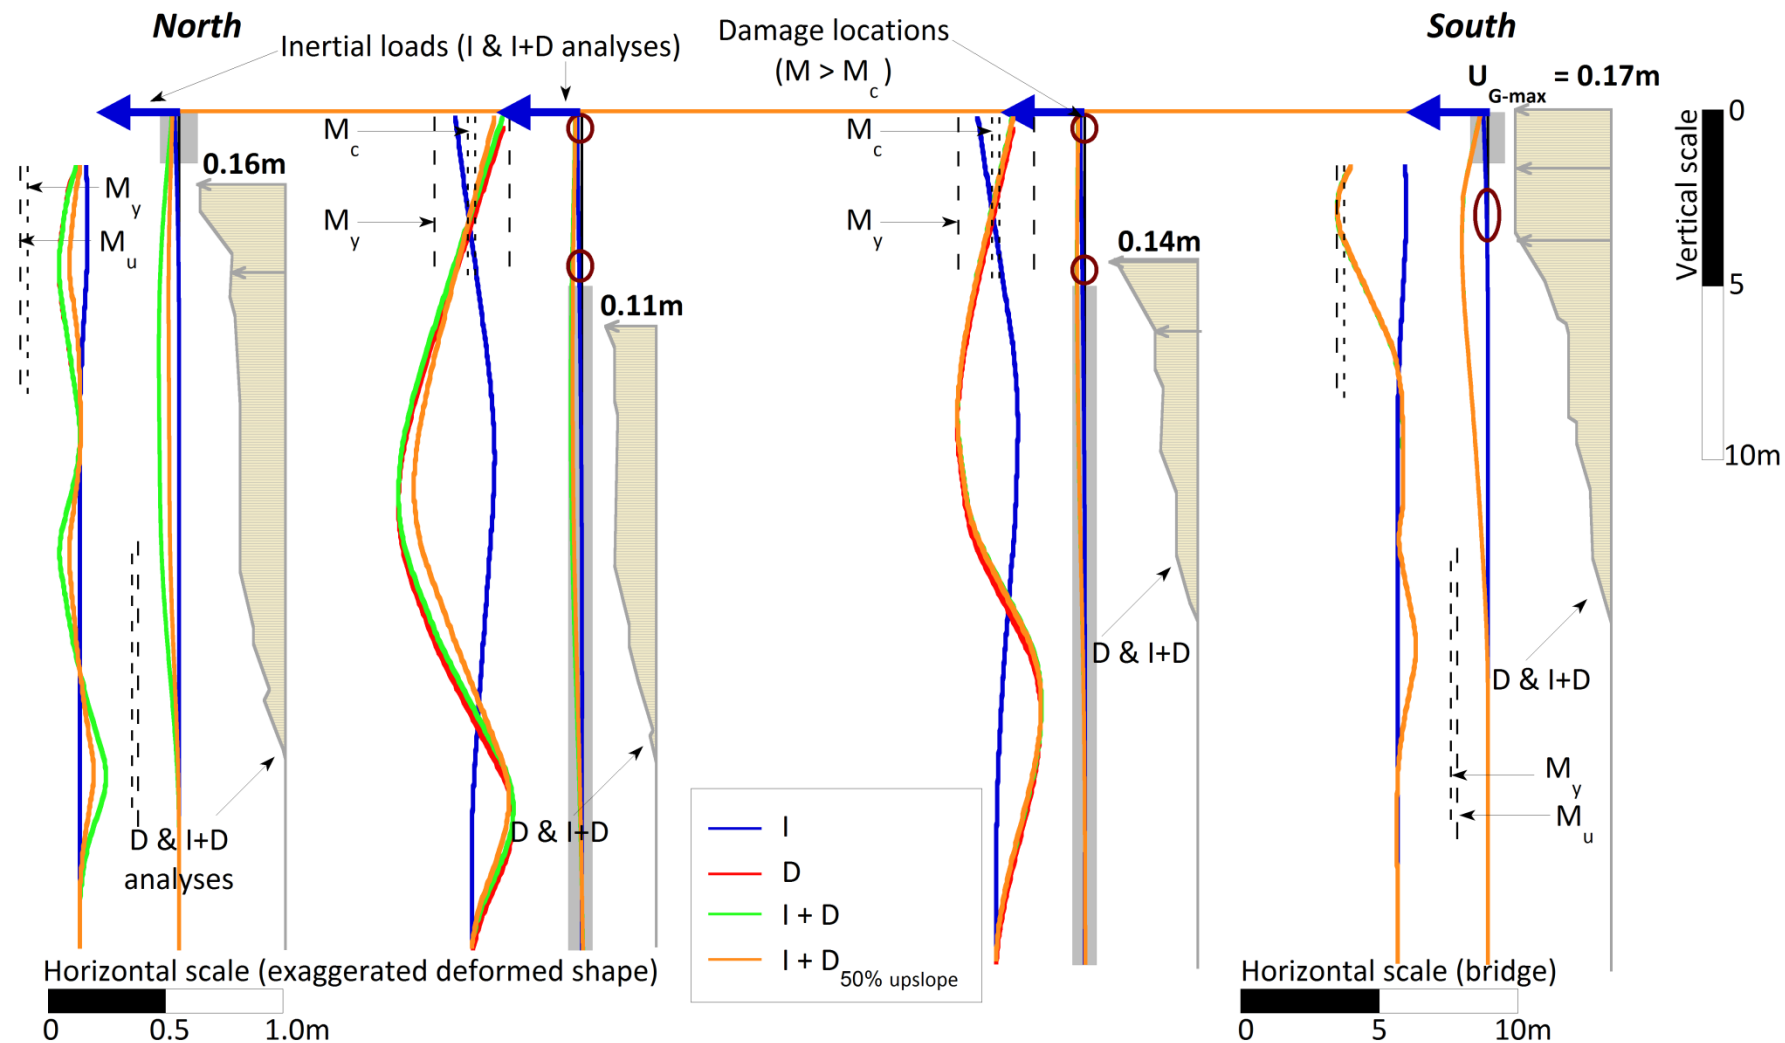 North
Inertial loads (I & I+D analyses)
Damage locations
(M > Mc)
South
UG-max = 0.17m
0
Vertical scale
5
10m
Mc
Mc
0.16m
My
Mu
My
My
0.14m
0.11m
D & I+D
D & I+D
My
Mu
D & I+D
analyses
D & I+D
I
D
I + D
I + D50% upslope
Horizontal scale (exaggerated deformed shape)
0 0.5 1.0m
Horizontal scale (bridge)
0 5 10m